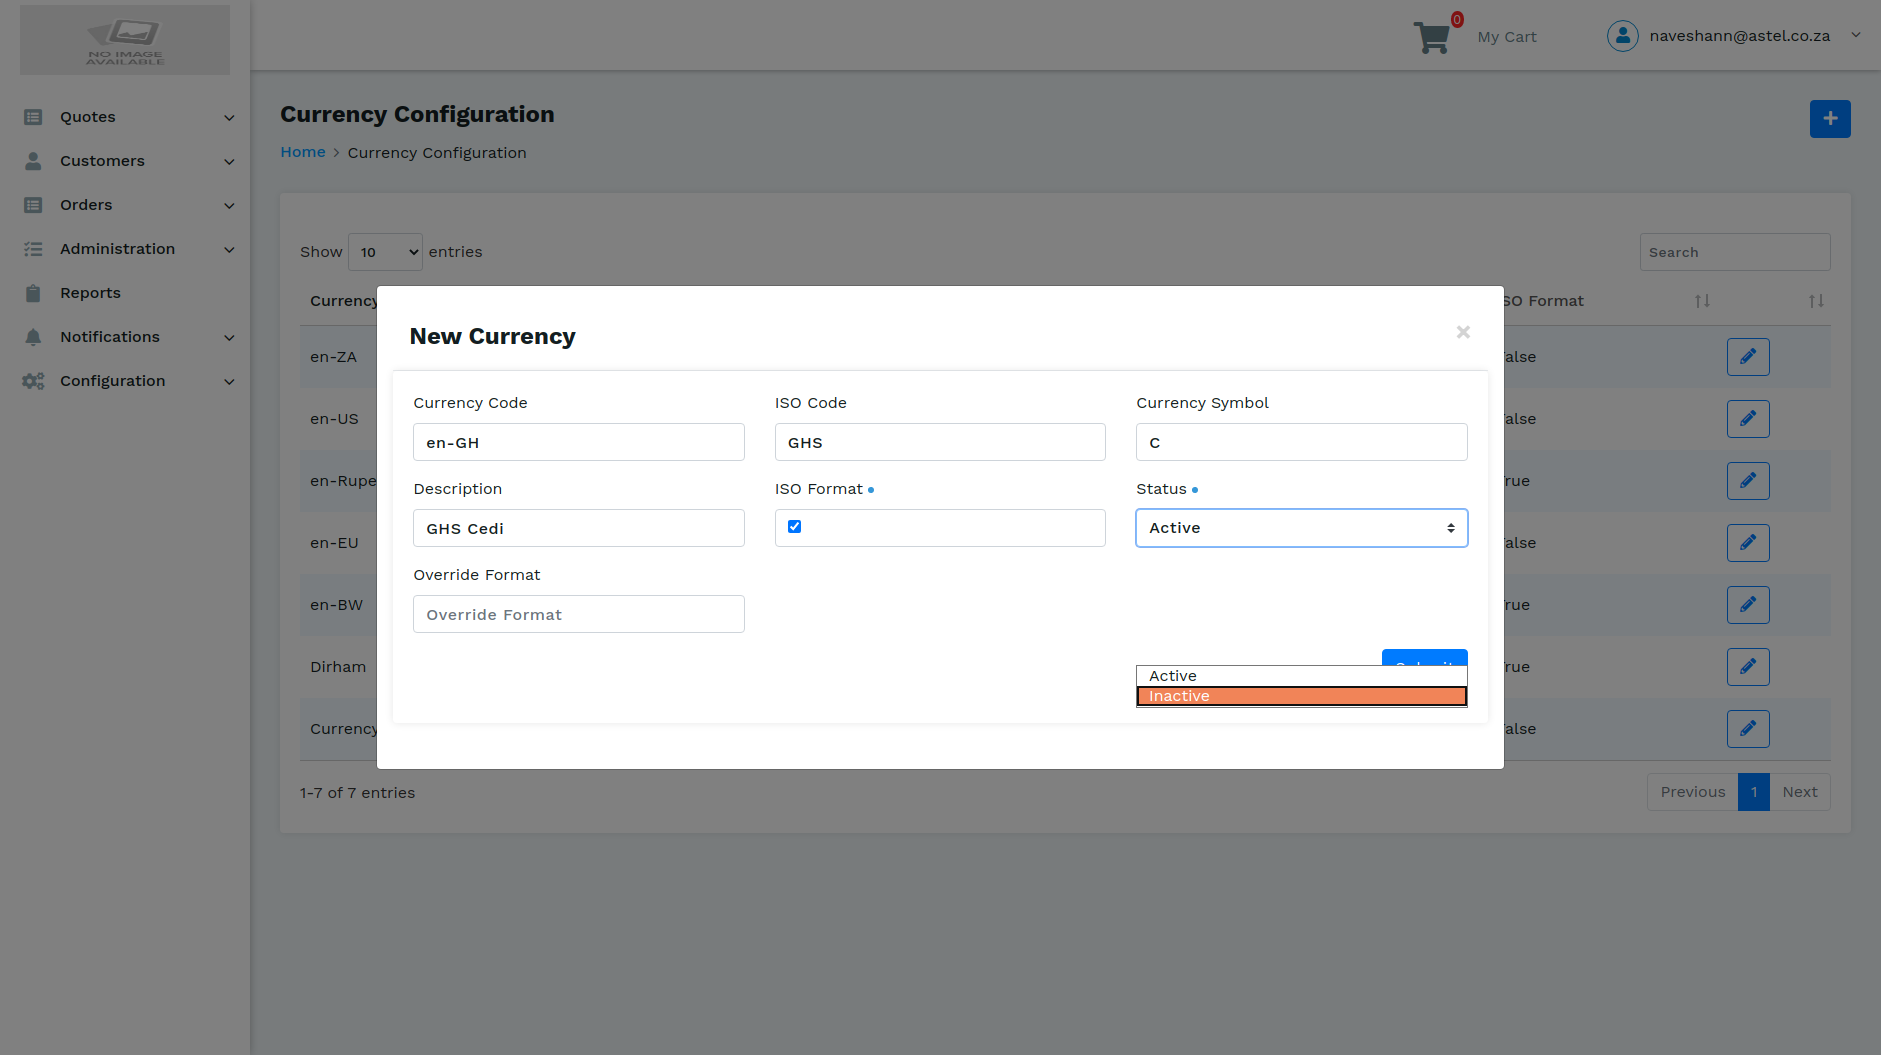 NO IMAGE
AVAILABLE
0
My Cart
naveshann@astel.co.za
Quotes
Customers
Orders
Administration
Reports
Notifications
Configuration
Currency Configuration
Home > Currency Configuration
Show 10 entries
Search
Currency
SO Format
en-ZA
alse
en-US
alse
en-Rupe
rue
en-EU
alse
en-BW
rue
Dirham
rue
Currency
alse
New Currency
×
Currency Code
ISO Code
Currency Symbol
en-GH
GHS
C
Description
ISO Format
Status
GHS Cedi
Active
Override Format
Override Format
Submit
Active
Inactive
1-7 of 7 entries
Previous 1 Next